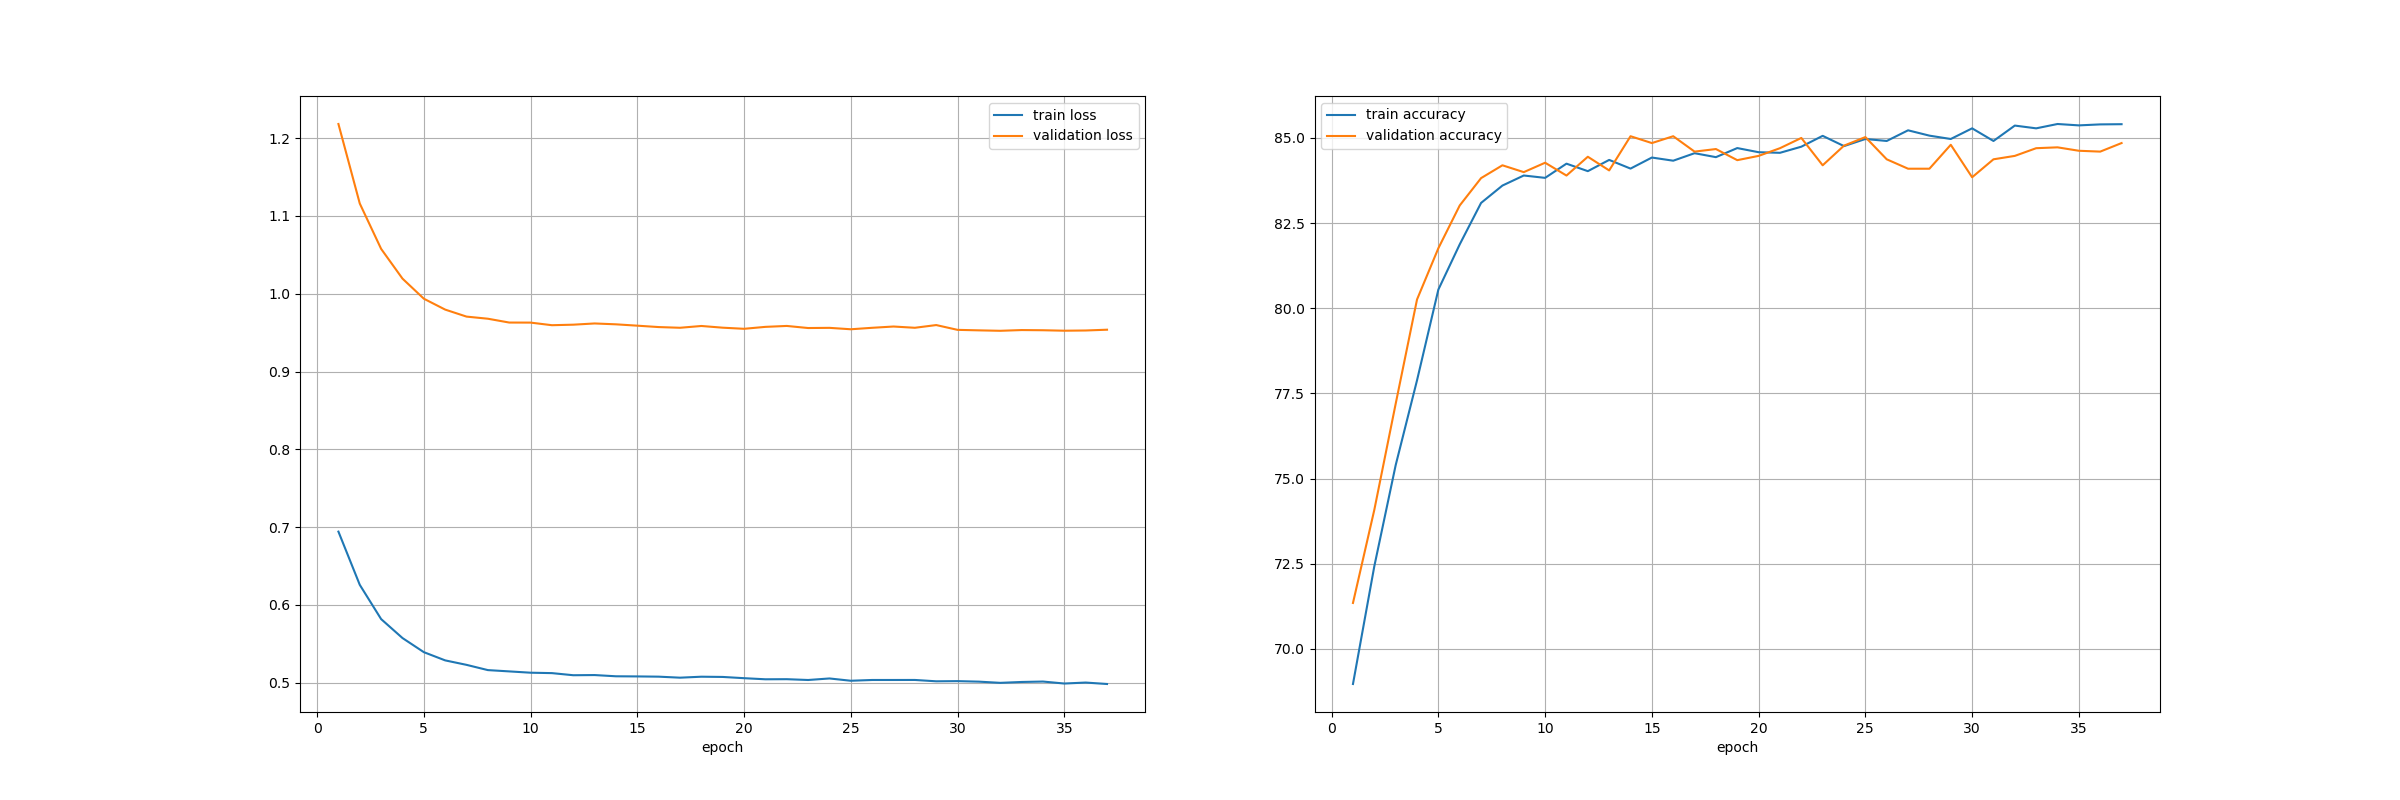 train loss
validation loss
1.2
1.1
1.0
0.9
0.8
0.7
0.6
0.5
0 5 10 15 20 25 30 35
epoch
train accuracy
validation accuracy
85.0
82.5
80.0
77.5
75.0
72.5
70.0
0 5 10 15 20 25 30 35
epoch